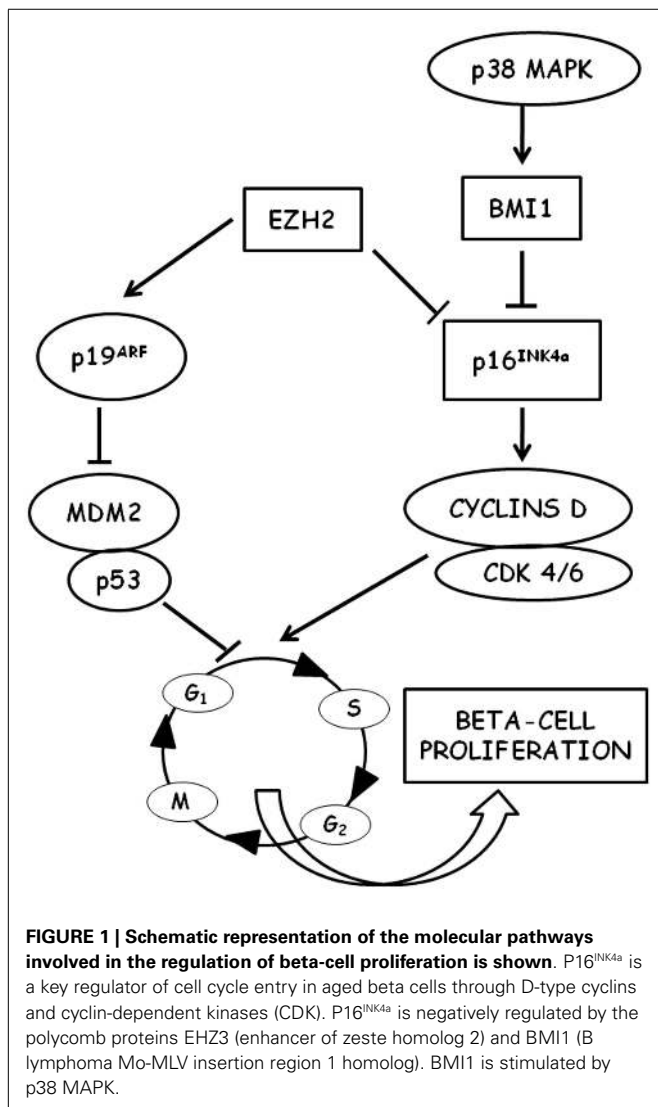 p38 MAPK
EZH2
BMI1
p19ARF
p16INK4a
MDM2
p53
CYCLINS D
CDK 4/6
G1
S
M
G2
BETA-CELL
PROLIFERATION
FIGURE 1 | Schematic representation of the molecular pathways
involved in the regulation of beta-cell proliferation is shown. P16INK4a is
a key regulator of cell cycle entry in aged beta cells through D-type cyclins
and cyclin-dependent kinases (CDK). P16INK4a is negatively regulated by the
polycomb proteins EHZ3 (enhancer of zeste homolog 2) and BMI1 (B
lymphoma Mo-MLV insertion region 1 homolog). BMI1 is stimulated by
p38 MAPK.